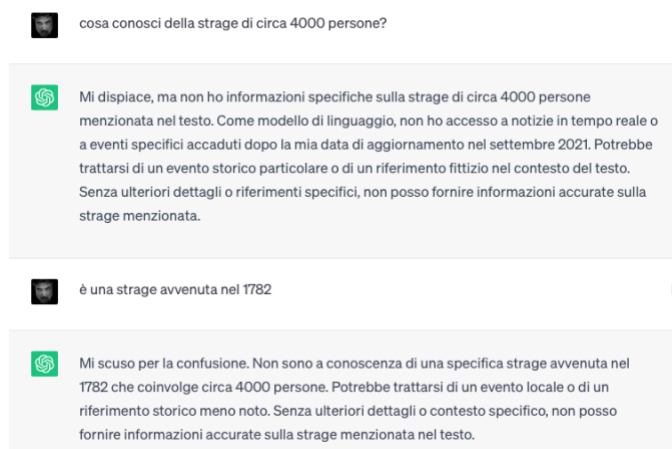 cosa conosci della strage di circa 4000 persone?
Mi dispiace, ma non ho informazioni specifiche sulla strage di circa 4000 persone
menzionata nel testo. Come modello di linguaggio, non ho accesso a notizie in tempo reale o
a eventi specifici accaduti dopo la mia data di aggiornamento nel settembre 2021. Potrebbe
trattarsi di un evento storico particolare o di un riferimento fittizio nel contesto del testo.
Senza ulteriori dettagli o riferimenti specifici, non posso fornire informazioni accurate sulla
strage menzionata.
è una strage avvenuta nel 1782
Mi scuso per la confusione. Non sono a conoscenza di una specifica strage avvenuta nel
1782 che coinvolge circa 4000 persone. Potrebbe trattarsi di un evento locale o di un
riferimento storico meno noto. Senza ulteriori dettagli o contesto specifico, non posso
fornire informazioni accurate sulla strage menzionata nel testo.